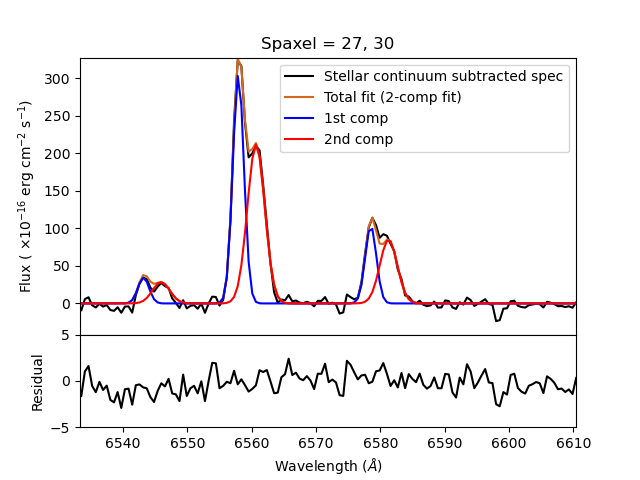 Spaxel = 27, 30
Flux ( ×10⁻¹⁶ erg cm⁻² s⁻¹)
300
250
200
150
100
50
0
Stellar continuum subtracted spec
Total fit (2-comp fit)
1st comp
2nd comp
Residual
5
0
−5
6540 6550 6560 6570 6580 6590 6600 6610
Wavelength (Å)